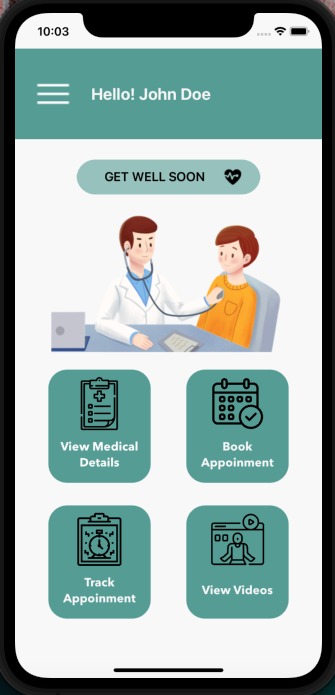 10:03
Hello! John Doe
GET WELL SOON
View Medical
Details
Book
Appoinment
Track
Appoinment
View Videos